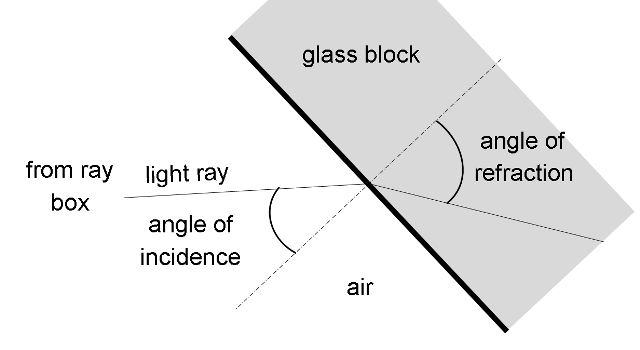 glass block
angle of
refraction
from ray
box
light ray
angle of
incidence
air